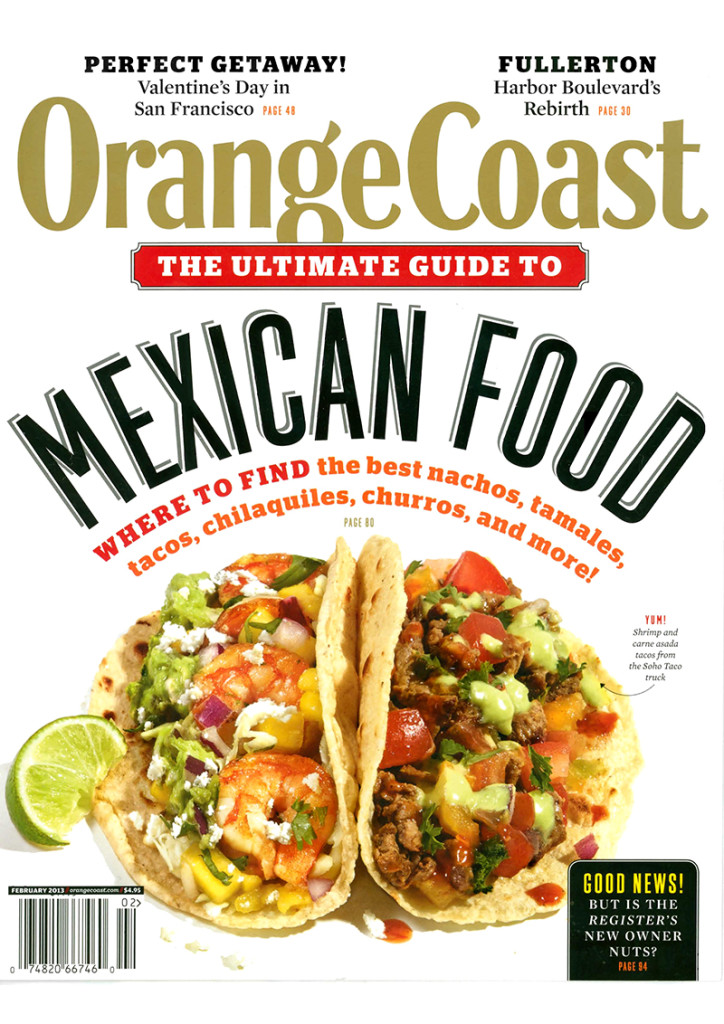 PERFECT GETAWAY!
Valentine's Day in
San Francisco PAGE 48
FULLERTON
Harbor Boulevard's
Rebirth PAGE 30
OrangeCoast
THE ULTIMATE GUIDE TO
MEXICAN FOOD
WHERE TO FIND the best nachos, tamales,
tacos, chilaquiles, churros, and more!
PAGE 80
YUM!
Shrimp and
carne asada
tacos from
the Soho Taco
truck
FEBRUARY 2013 / orangecoast.com / $4.95
02>
0 74820 66746 0
GOOD NEWS!
BUT IS THE
REGISTER'S
NEW OWNER
NUTS?
PAGE 94